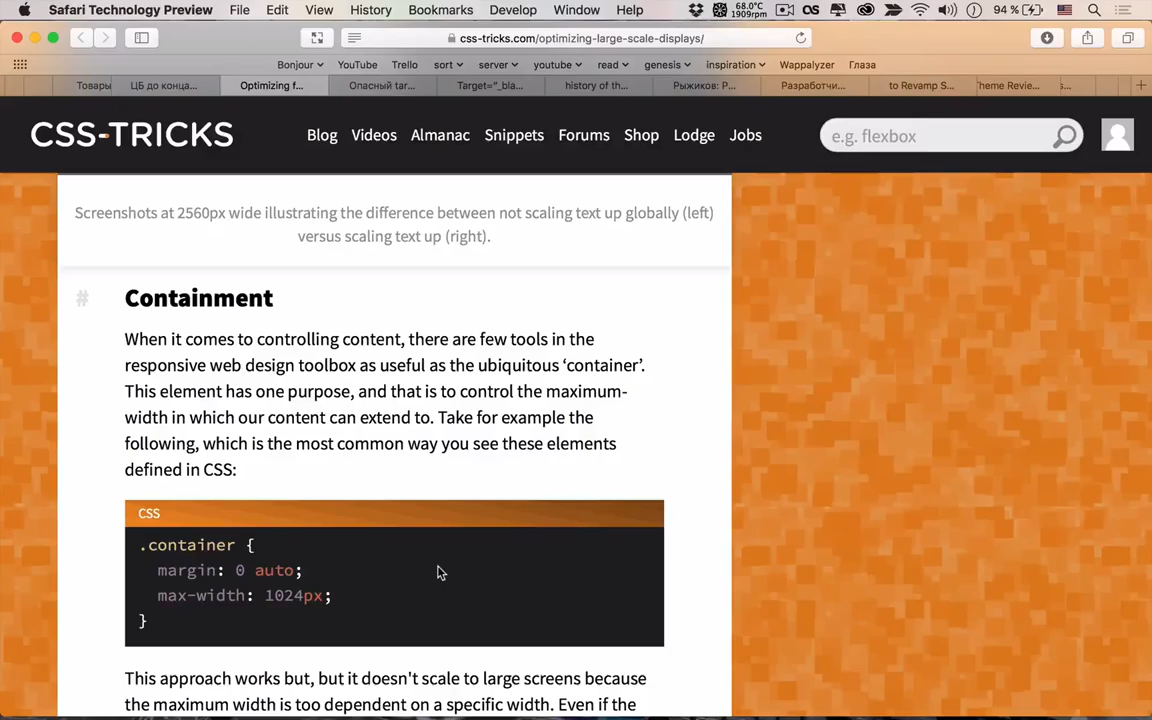 Safari Technology Preview File Edit View History Bookmarks Develop Window Help
68.0°C
1909rpm
94 %
css-tricks.com/optimizing-large-scale-displays/
Bonjour YouTube Trello sort server youtube read genesis inspiration Wappalyzer Глаза
Товары ЦБ до конца... Optimizing f... Опасный tar... Target="_bla... history of th... Рыжиков: Р... Разработчи... to Revamp S... Theme Revie... s...
CSS-TRICKS
Blog Videos Almanac Snippets Forums Shop Lodge Jobs
e.g. flexbox
Screenshots at 2560px wide illustrating the difference between not scaling text up globally (left)
versus scaling text up (right).
# Containment
When it comes to controlling content, there are few tools in the
responsive web design toolbox as useful as the ubiquitous ‘container’.
This element has one purpose, and that is to control the maximum-
width in which our content can extend to. Take for example the
following, which is the most common way you see these elements
defined in CSS:
CSS
.container {
margin: 0 auto;
max-width: 1024px;
}
This approach works but, but it doesn't scale to large screens because
the maximum width is too dependent on a specific width. Even if the